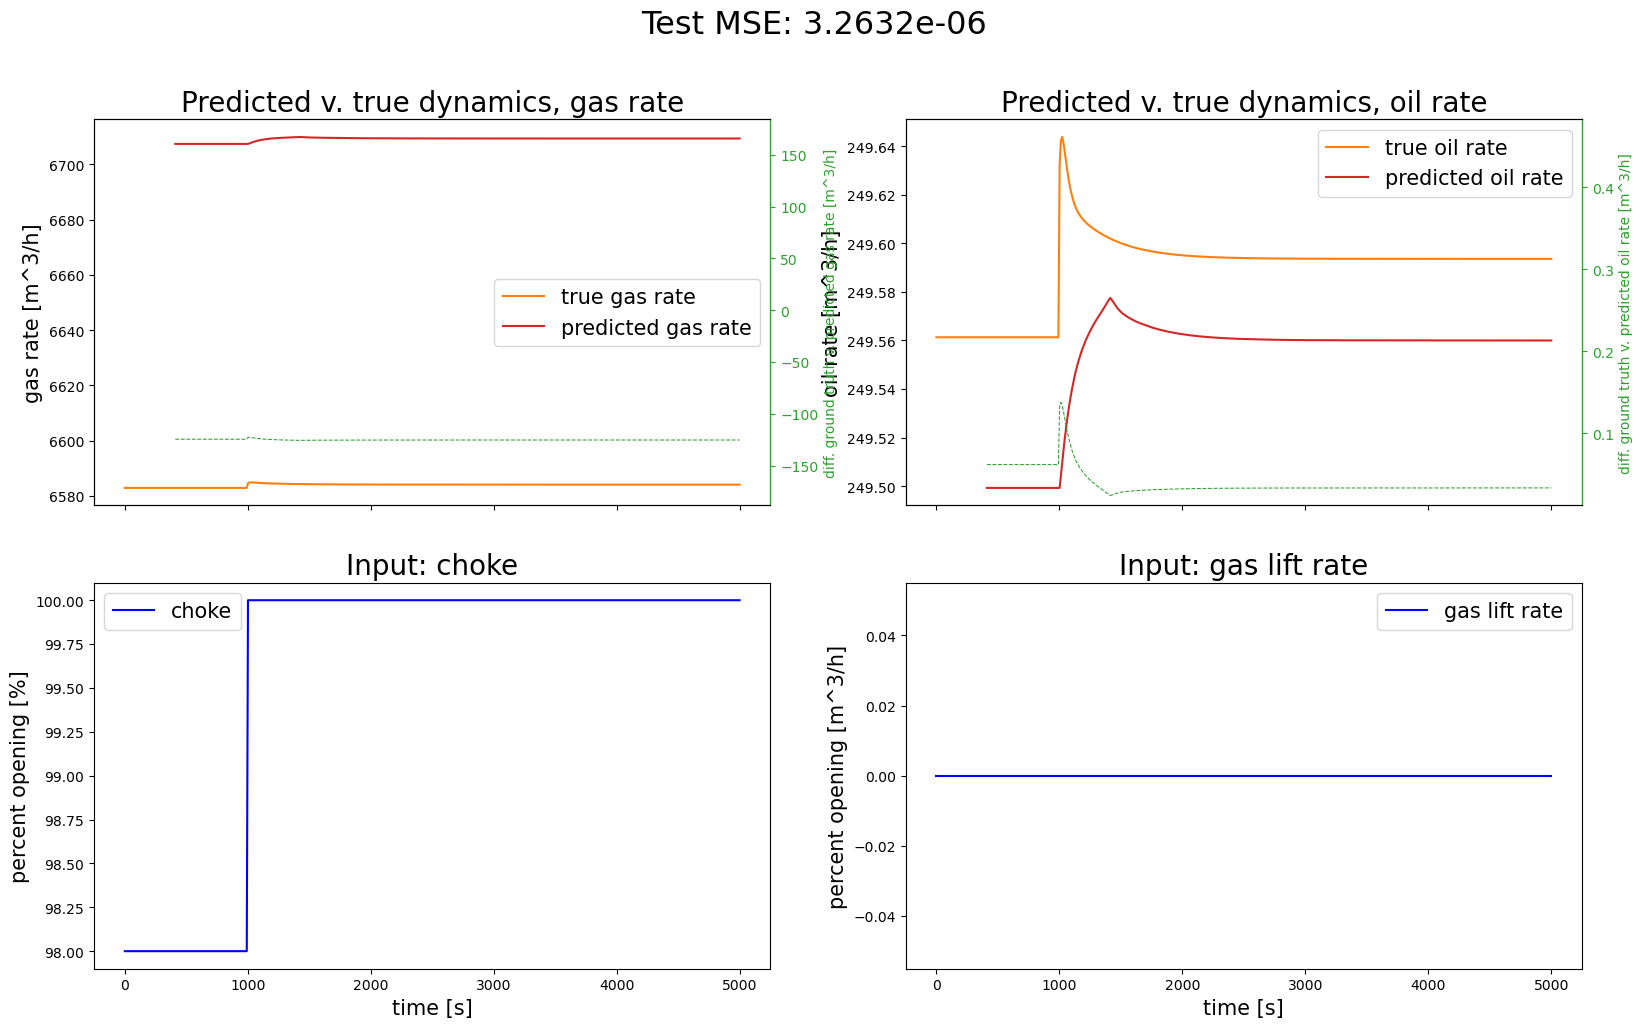 Test MSE: 3.2632e-06
Predicted v. true dynamics, gas rate
gas rate [m^3/h]
6700
6680
6660
6640
6620
6600
6580
true gas rate
predicted gas rate
150
100
50
0
−50
−100
−150
diff. ground truth v. predicted gas rate [m^3/h]
Predicted v. true dynamics, oil rate
oil rate [m^3/h]
249.64
249.62
249.60
249.58
249.56
249.54
249.52
249.50
true oil rate
predicted oil rate
0.4
0.3
0.2
0.1
diff. ground truth v. predicted oil rate [m^3/h]
Input: choke
percent opening [%]
100.00
99.75
99.50
99.25
99.00
98.75
98.50
98.25
98.00
choke
0 1000 2000 3000 4000 5000
time [s]
Input: gas lift rate
percent opening [m^3/h]
0.04
0.02
0.00
−0.02
−0.04
gas lift rate
0 1000 2000 3000 4000 5000
time [s]